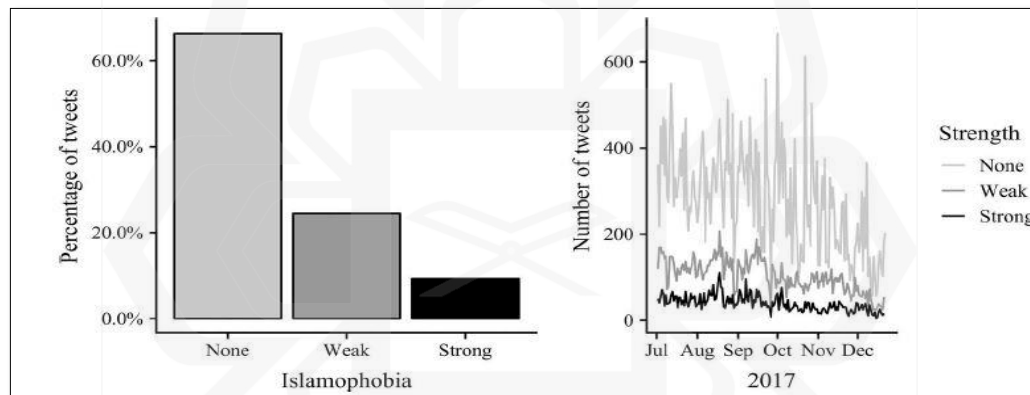 Percentage of tweets
60.0%
40.0%
20.0%
0.0%
None Weak Strong
Islamophobia
Number of tweets
600
400
200
0
Jul Aug Sep Oct Nov Dec
2017
Strength
None
Weak
Strong